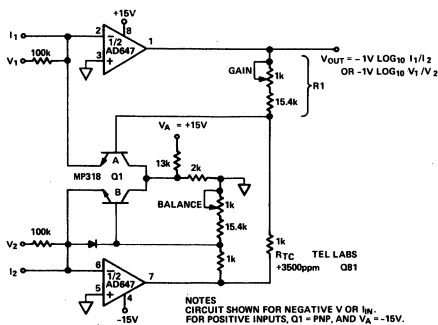 +15V
I1
2
8
1/2
AD647
1
3
+
100k
V1
VOUT = –1V LOG10 I1/I2
OR –1V LOG10 V1/V2
GAIN
1k
R1
15.4k
VA = +15V
A
13k
2k
MP318 Q1
B
1k
BALANCE
100k
15.4k
V2
1k
TEL LABS
RTC
+3500ppm Q81
1k
I2
6
1/2
AD647
7
5
+
4
–15V
NOTES
CIRCUIT SHOWN FOR NEGATIVE V OR IIN.
FOR POSITIVE INPUTS, Q1 = PNP, AND VA = –15V.